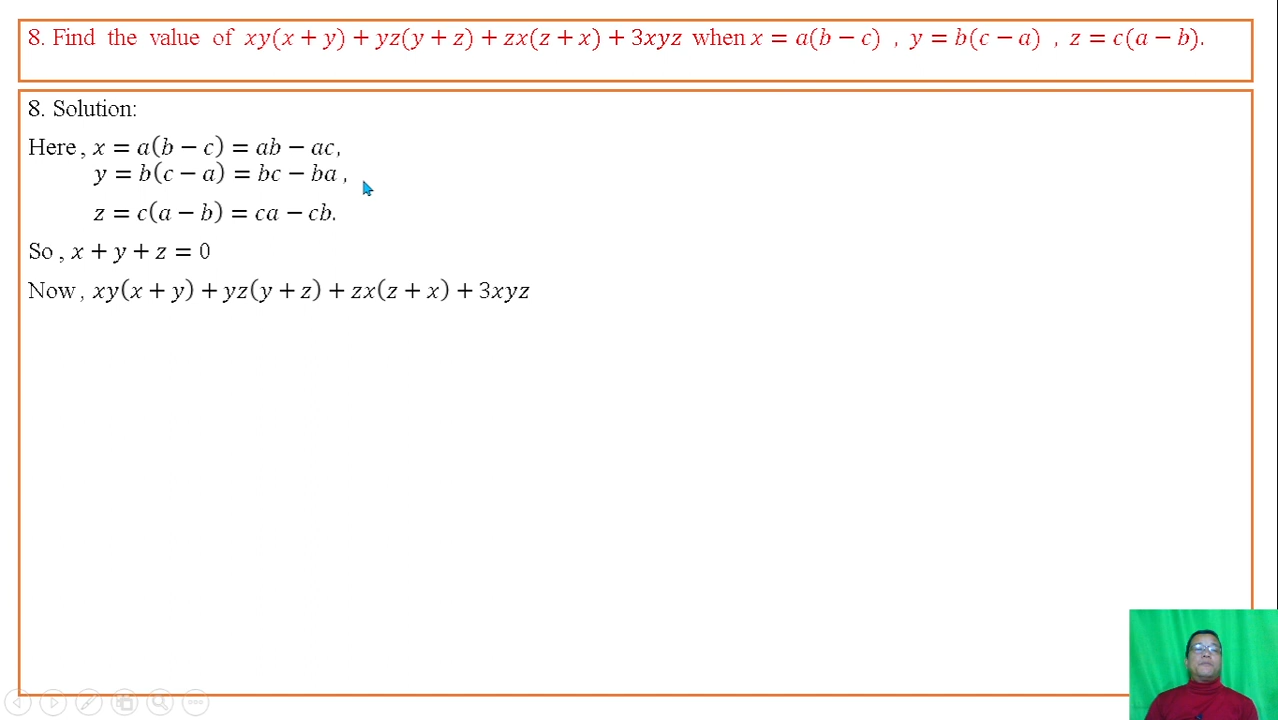 8. Find the value of xy(x + y) + yz(y + z) + zx(z + x) + 3xyz when x = a(b − c) , y = b(c − a) , z = c(a − b).
8. Solution:
Here , x = a(b − c) = ab − ac,
y = b(c − a) = bc − ba ,
z = c(a − b) = ca − cb.
So , x + y + z = 0
Now , xy(x + y) + yz(y + z) + zx(z + x) + 3xyz